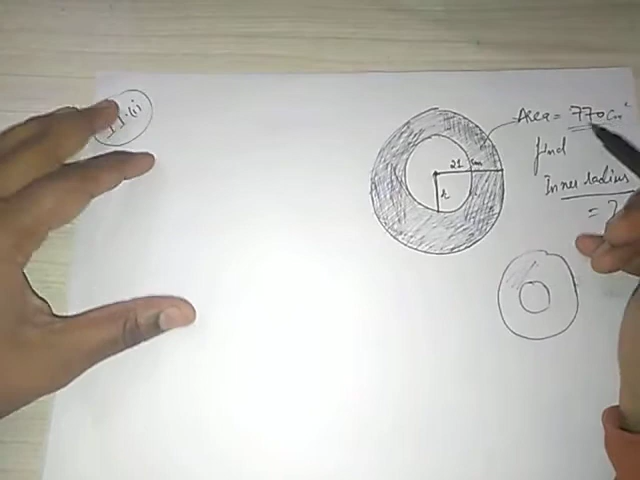 11.(i)
Area = 770 cm²
find
Inner radius
= ?
21 cm
r